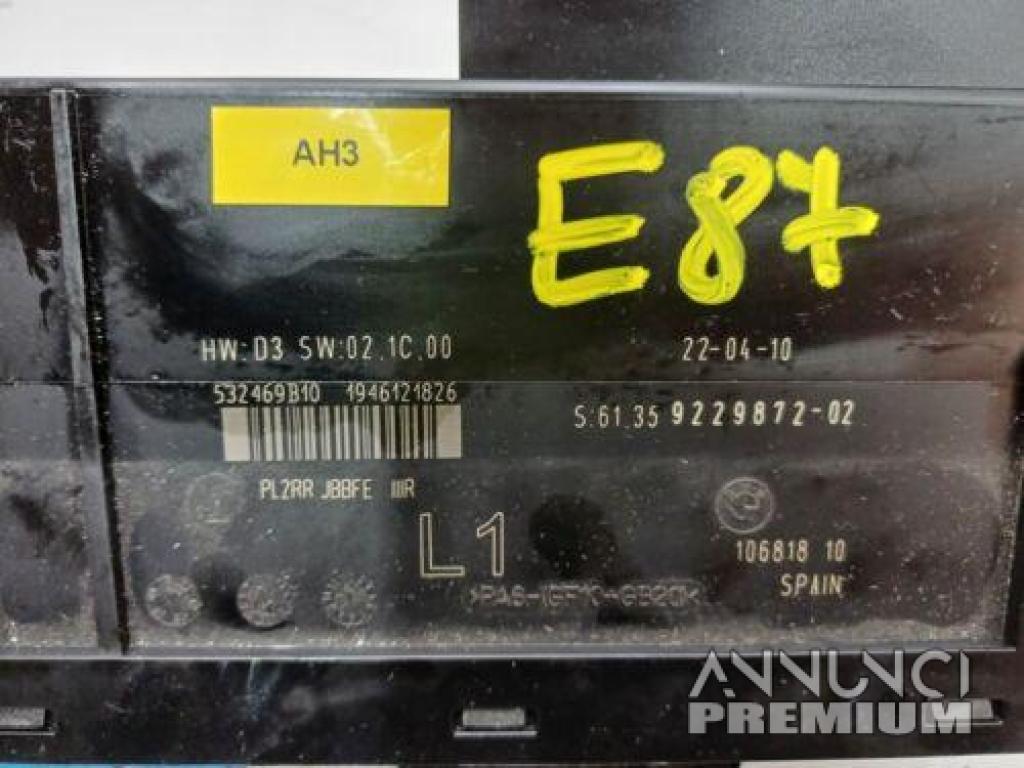 AH3
E87
HW:D3 SW:02.1C.00
22-04-10
532469B10 1946121826
S:61.35 9229872-02
PL2RR JBBFE IIIR
L1
106818 10
SPAIN
ANNUNCI
PREMIUM